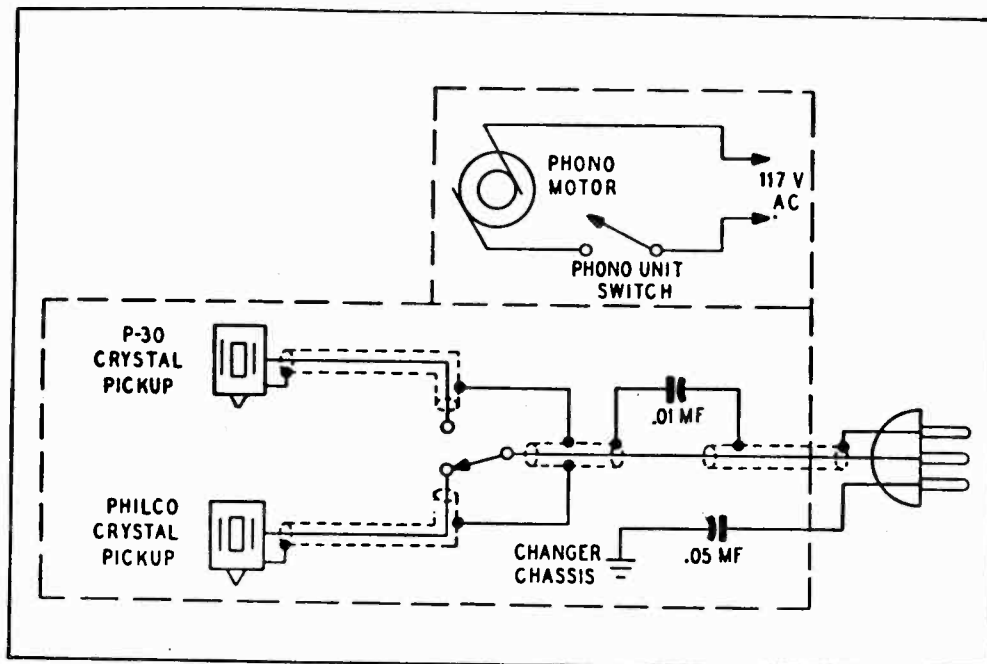 PHONO
MOTOR
117 V
AC
PHONO UNIT
SWITCH
P-30
CRYSTAL
PICKUP
.01 MF
PHILCO
CRYSTAL
PICKUP
CHANGER
CHASSIS
.05 MF